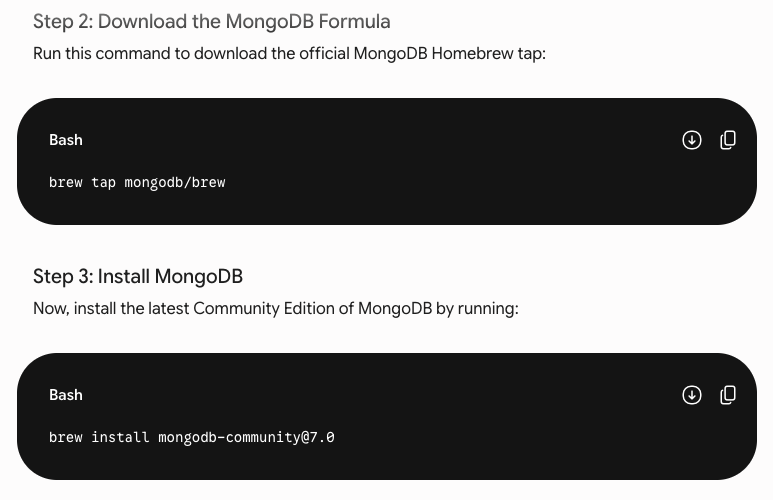 Step 2: Download the MongoDB Formula
Run this command to download the official MongoDB Homebrew tap:
Bash
brew tap mongodb/brew
Step 3: Install MongoDB
Now, install the latest Community Edition of MongoDB by running:
Bash
brew install mongodb-community@7.0